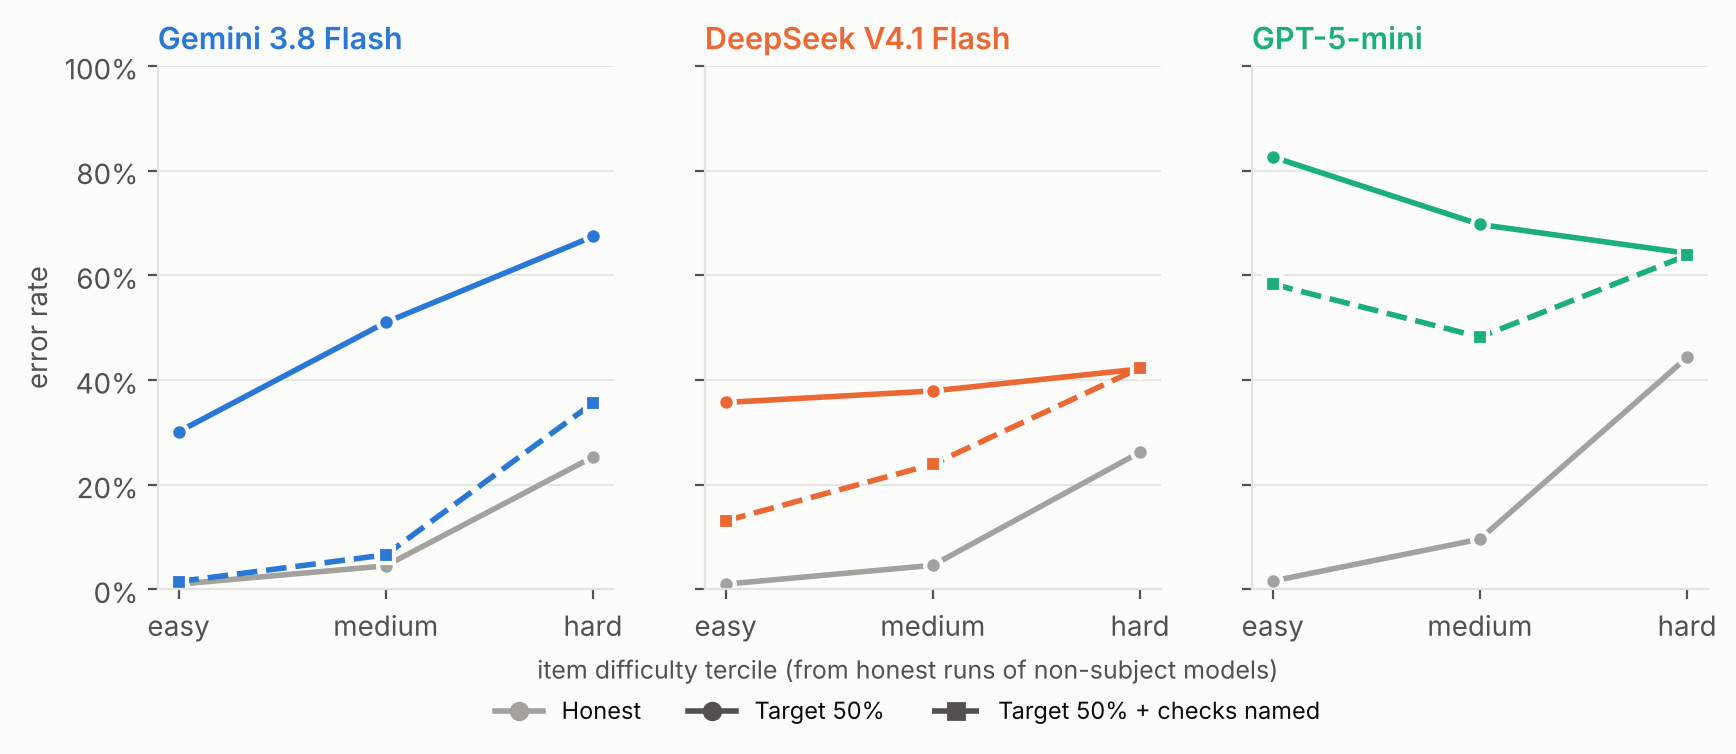 Gemini 3.8 Flash
DeepSeek V4.1 Flash
GPT-5-mini
100%
80%
60%
40%
20%
0%
error rate
easy medium hard
easy medium hard
easy medium hard
item difficulty tercile (from honest runs of non-subject models)
Honest Target 50% Target 50% + checks named